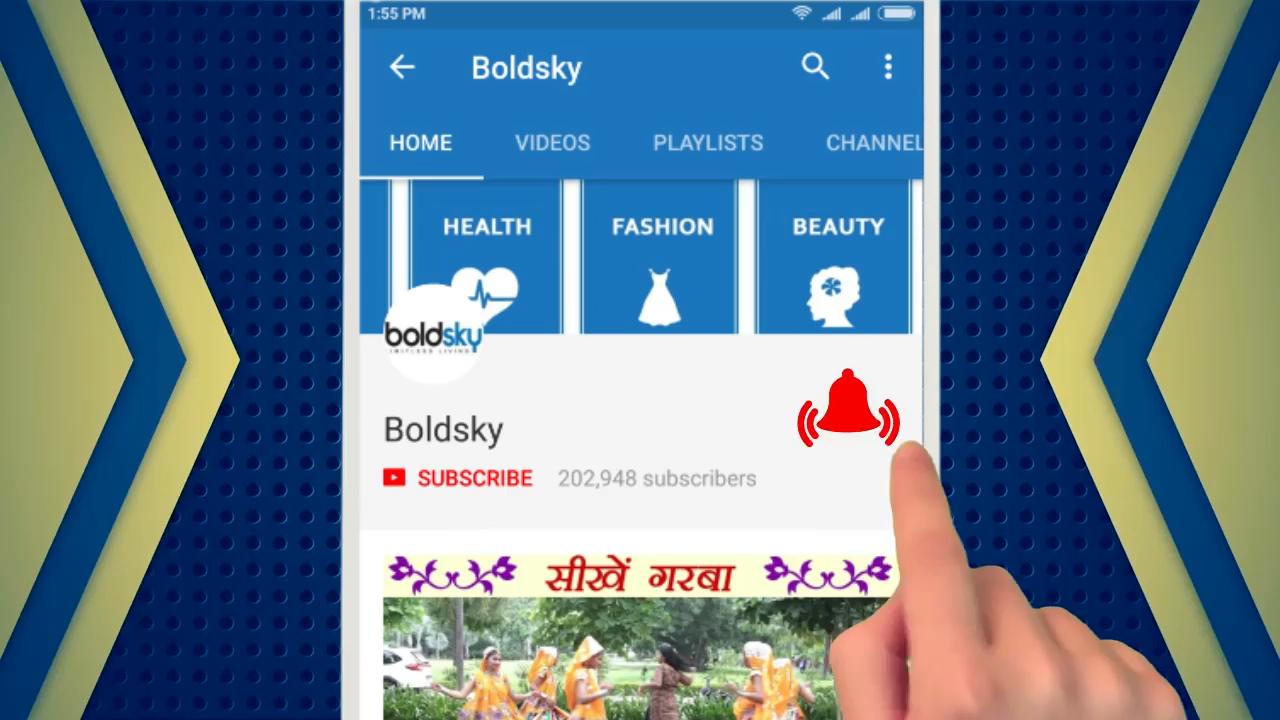 1:55 PM
Boldsky
HOME VIDEOS PLAYLISTS CHANNEL
HEALTH FASHION BEAUTY
boldsky
Boldsky
SUBSCRIBE 202,948 subscribers
सीखें गरबा